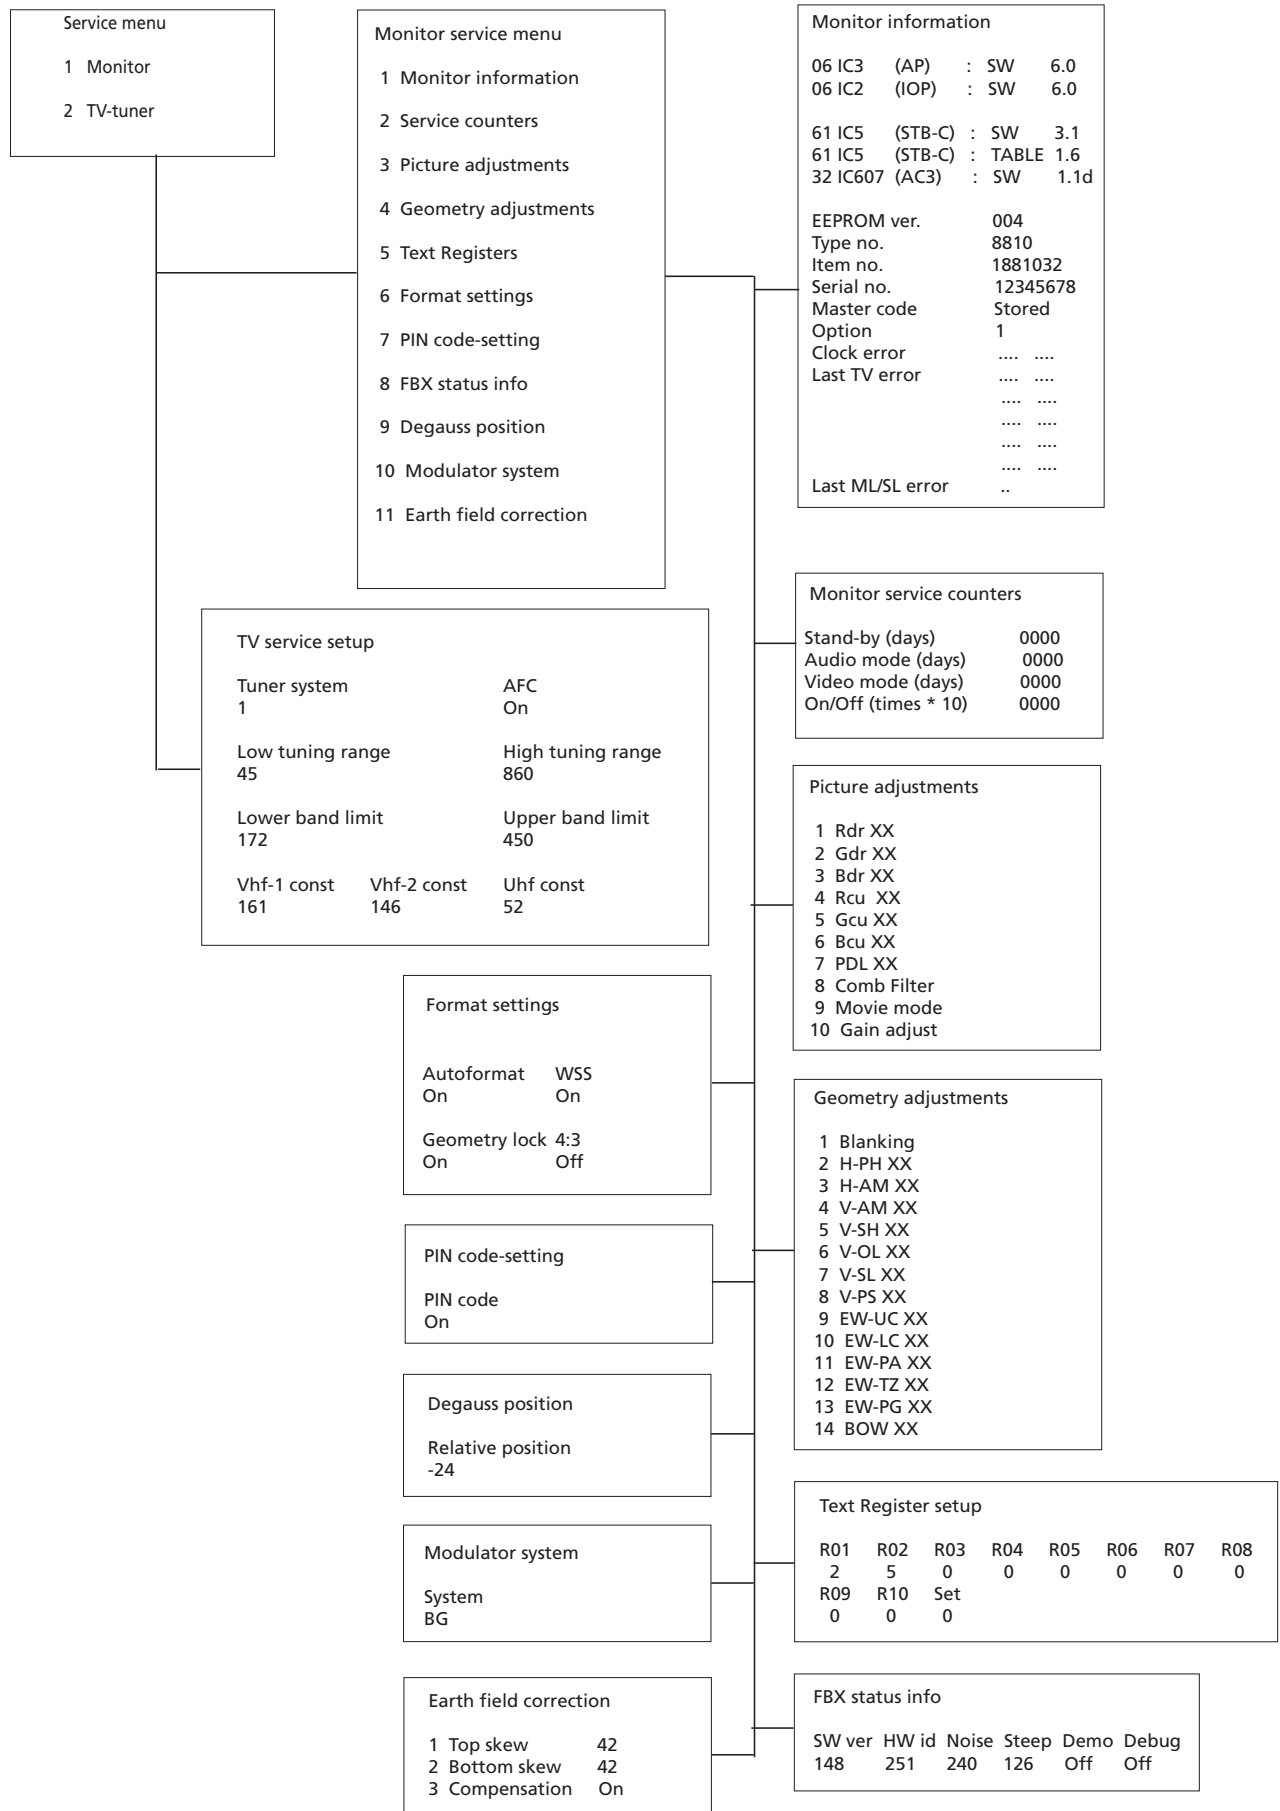 Service menu
1 Monitor
2 TV-tuner
Monitor service menu
1 Monitor information
2 Service counters
3 Picture adjustments
4 Geometry adjustments
5 Text Registers
6 Format settings
7 PIN code-setting
8 FBX status info
9 Degauss position
10 Modulator system
11 Earth field correction
Monitor information
06 IC3 (AP) : SW 6.0
06 IC2 (IOP) : SW 6.0
61 IC5 (STB-C) : SW 3.1
61 IC5 (STB-C) : TABLE 1.6
32 IC607 (AC3) : SW 1.1d
EEPROM ver. 004
Type no. 8810
Item no. 1881032
Serial no. 12345678
Master code Stored
Option 1
Clock error .... ....
Last TV error .... ....
.... ....
.... ....
.... ....
.... ....
Last ML/SL error ..
Monitor service counters
Stand-by (days) 0000
Audio mode (days) 0000
Video mode (days) 0000
On/Off (times * 10) 0000
TV service setup
Tuner system AFC
1 On
Low tuning range High tuning range
45 860
Lower band limit Upper band limit
172 450
Vhf-1 const Vhf-2 const Uhf const
161 146 52
Picture adjustments
1 Rdr XX
2 Gdr XX
3 Bdr XX
4 Rcu XX
5 Gcu XX
6 Bcu XX
7 PDL XX
8 Comb Filter
9 Movie mode
10 Gain adjust
Format settings
Autoformat WSS
On On
Geometry lock 4:3
On Off
Geometry adjustments
1 Blanking
2 H-PH XX
3 H-AM XX
4 V-AM XX
5 V-SH XX
6 V-OL XX
7 V-SL XX
8 V-PS XX
9 EW-UC XX
10 EW-LC XX
11 EW-PA XX
12 EW-TZ XX
13 EW-PG XX
14 BOW XX
PIN code-setting
PIN code
On
Degauss position
Relative position
-24
Text Register setup
R01 R02 R03 R04 R05 R06 R07 R08
2 5 0 0 0 0 0 0
R09 R10 Set
0 0 0
Modulator system
System
BG
FBX status info
SW ver HW id Noise Steep Demo Debug
148 251 240 126 Off Off
Earth field correction
1 Top skew 42
2 Bottom skew 42
3 Compensation On